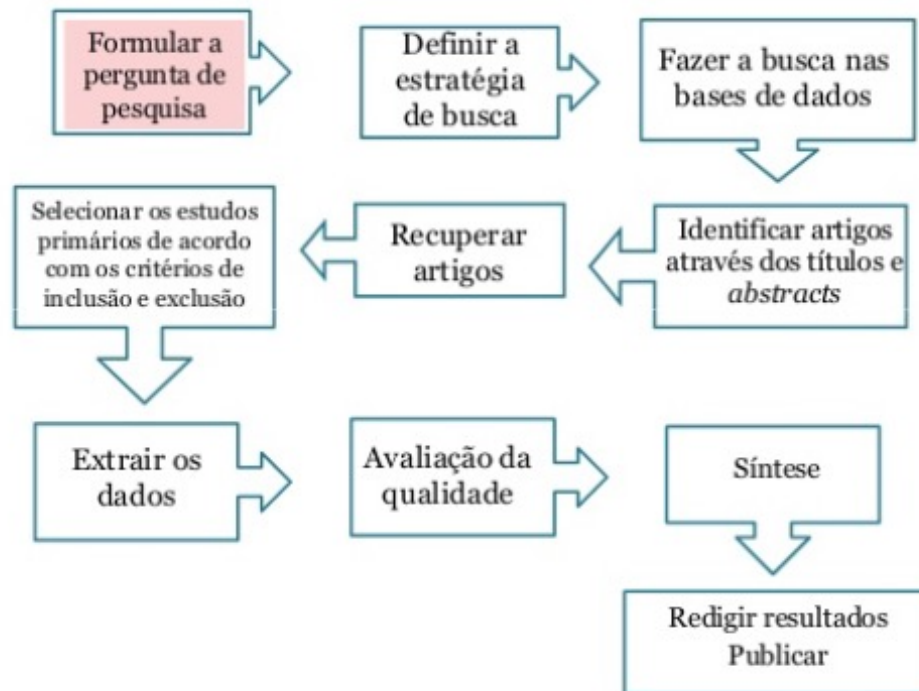 Formular a
pergunta de
pesquisa
Definir a
estratégia
de busca
Fazer a busca nas
bases de dados
Identificar artigos
através dos títulos e
abstracts
Recuperar
artigos
Selecionar os estudos
primários de acordo
com os critérios de
inclusão e exclusão
Extrair os
dados
Avaliação da
qualidade
Síntese
Redigir resultados
Publicar